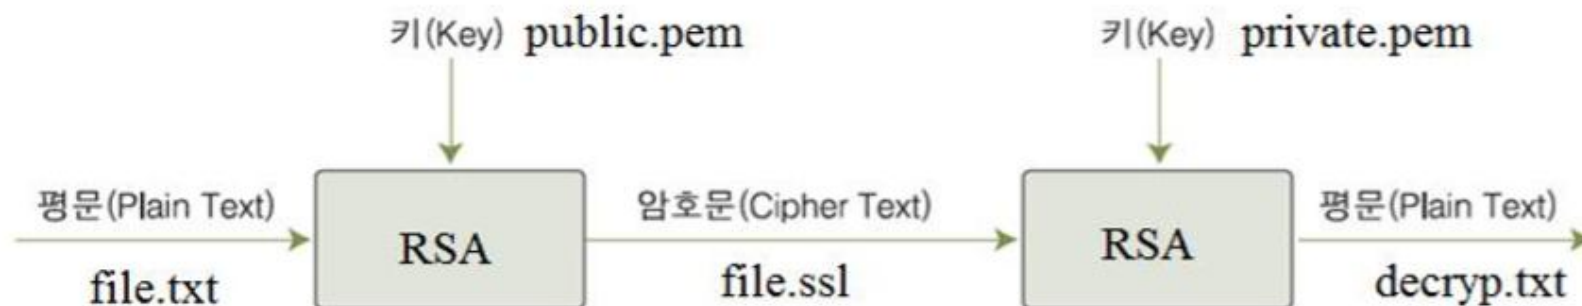 키(Key) public.pem
키(Key) private.pem
평문(Plain Text)
암호문(Cipher Text)
평문(Plain Text)
RSA
RSA
file.txt
file.ssl
decryp.txt